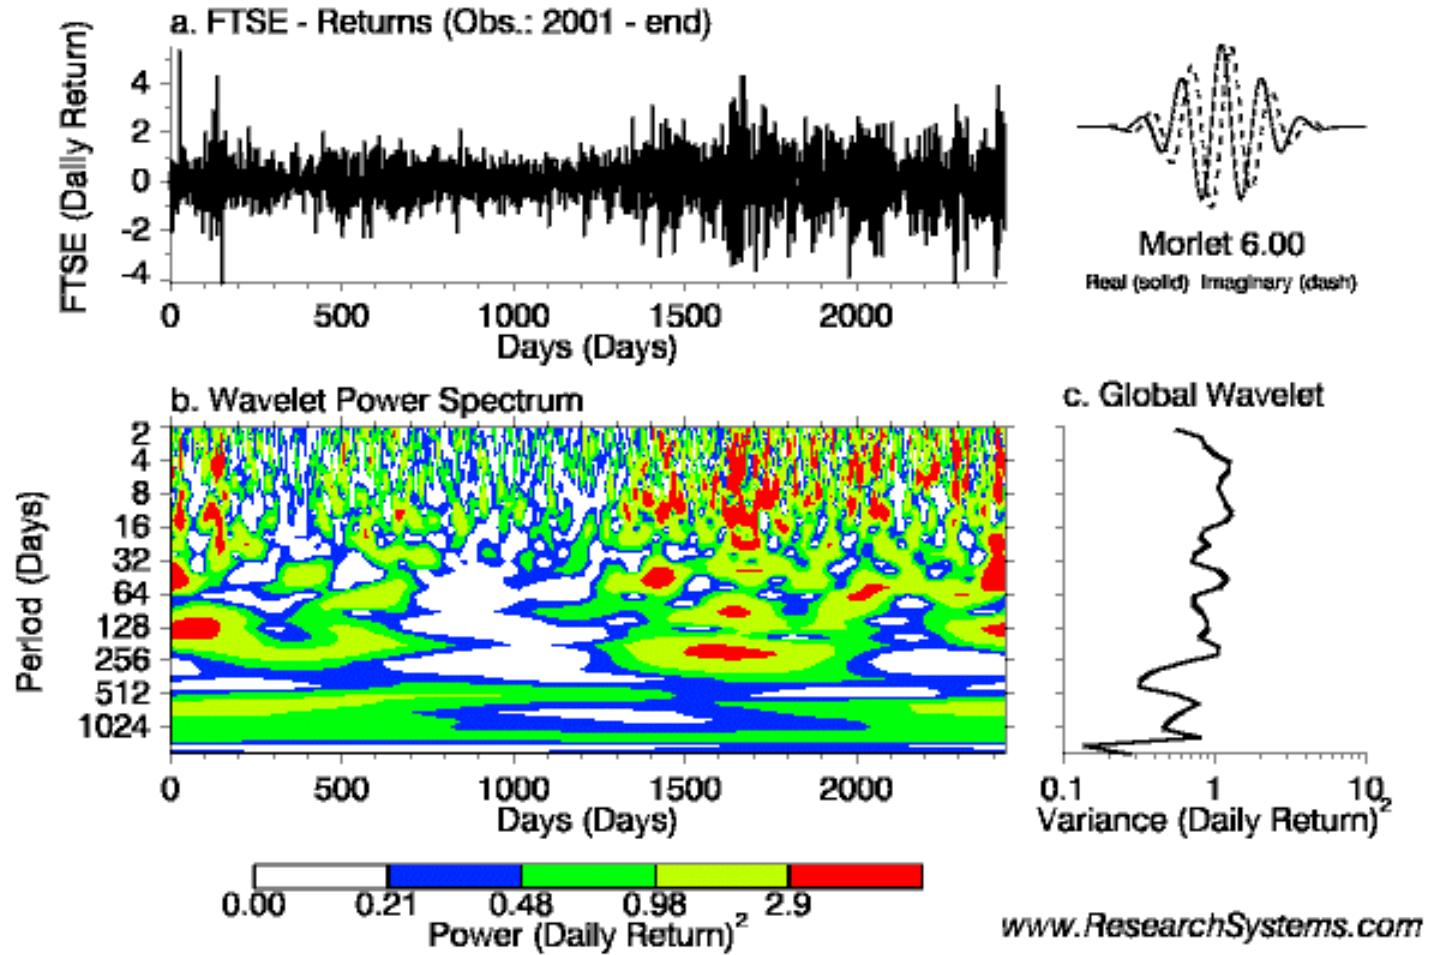 a. FTSE - Returns (Obs.: 2001 - end)
FTSE (Daily Return)
4
2
0
-2
-4
0 500 1000 1500 2000
Days (Days)
Morlet 6.00
Real (solid) Imaginary (dash)
b. Wavelet Power Spectrum
Period (Days)
2
4
8
16
32
64
128
256
512
1024
0 500 1000 1500 2000
Days (Days)
c. Global Wavelet
0.1 1 10
Variance (Daily Return)²
0.00 0.21 0.48 0.98 2.9
Power (Daily Return)²
www.ResearchSystems.com